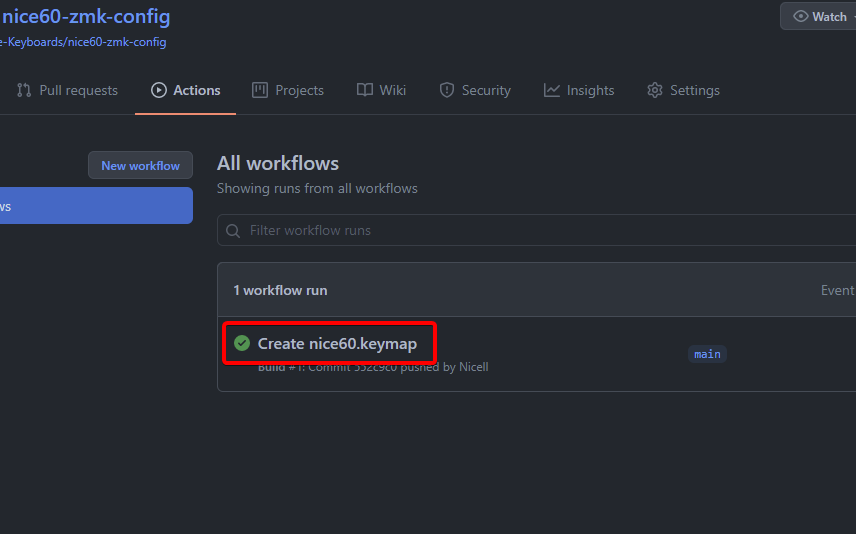 nice60-zmk-config
e-Keyboards/nice60-zmk-config
Watch
Pull requests
Actions
Projects
Wiki
Security
Insights
Settings
New workflow
ws
All workflows
Showing runs from all workflows
Filter workflow runs
1 workflow run
Event
Create nice60.keymap
main
Build #1: Commit 552c9c0 pushed by Nicell